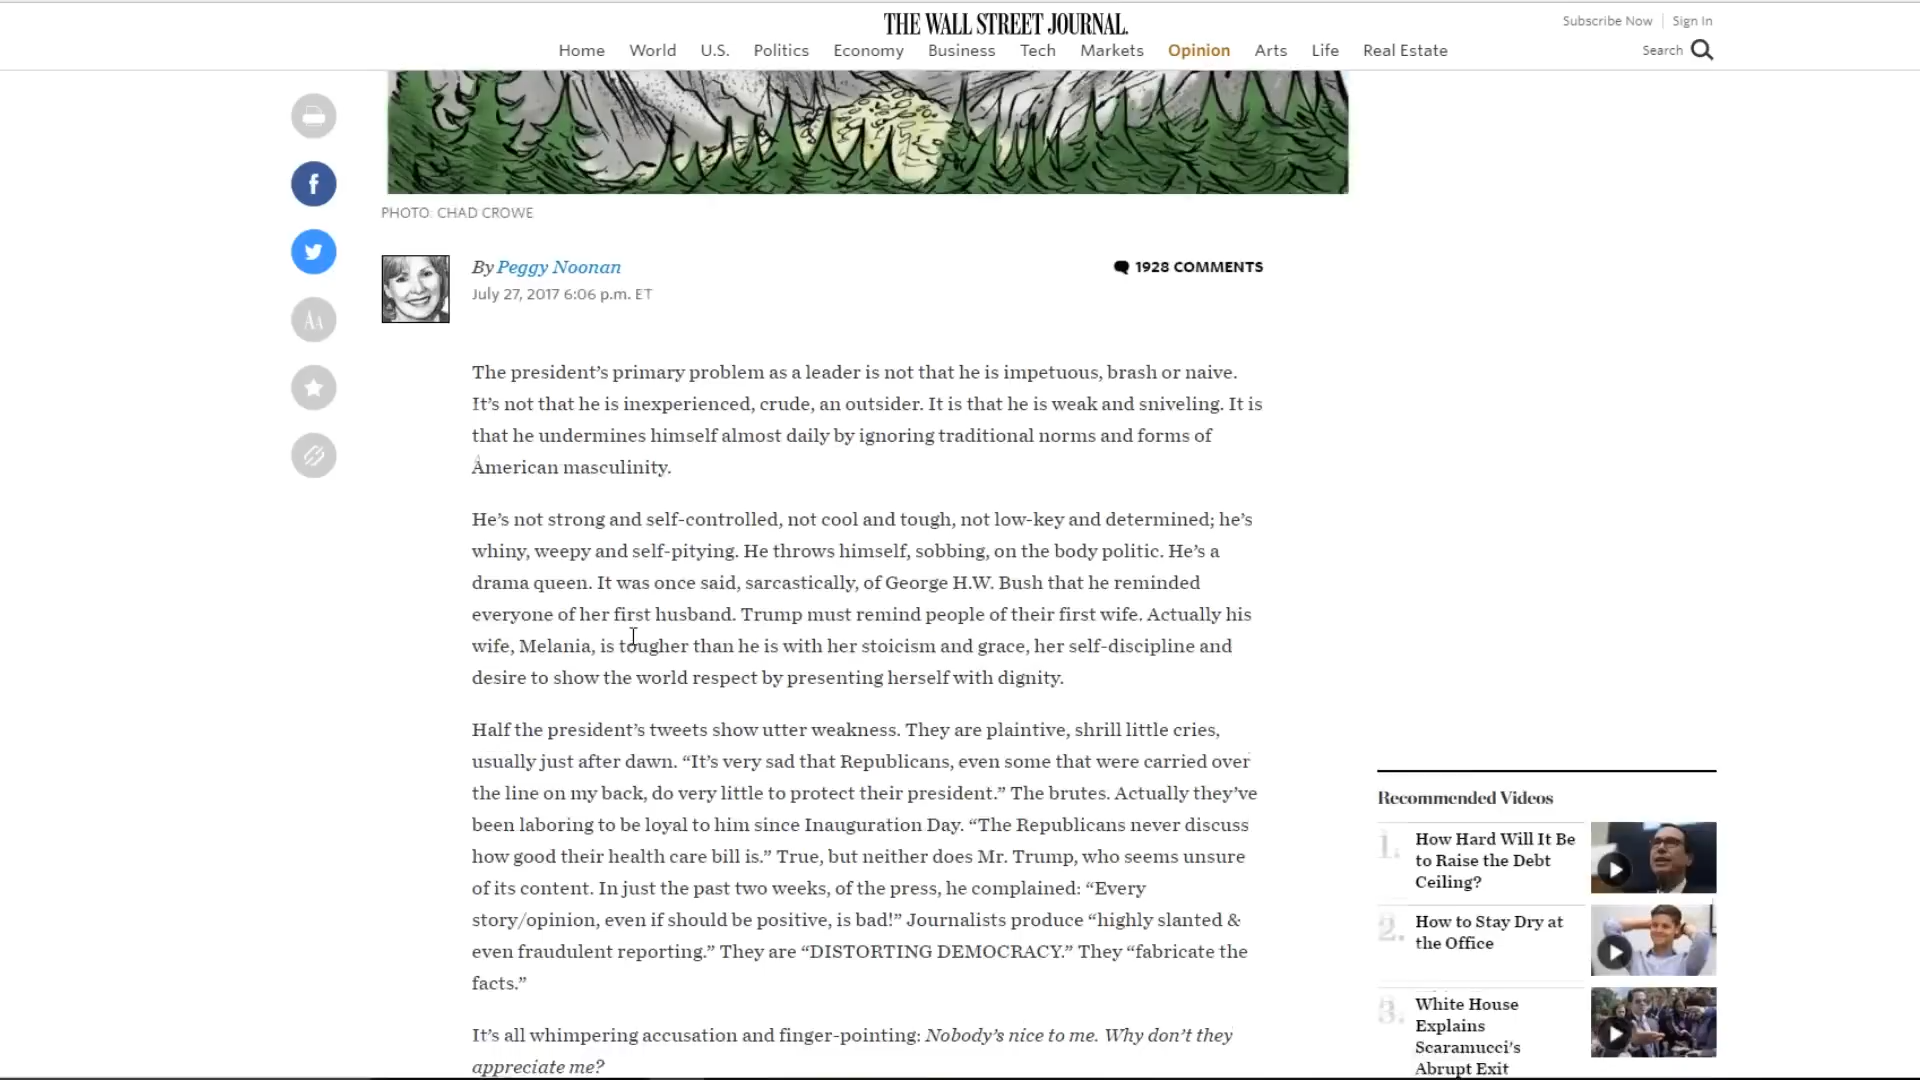 THE WALL STREET JOURNAL.
Subscribe Now
Sign In
Home World U.S. Politics Economy Business Tech Markets Opinion Arts Life Real Estate
Search
f
AA
PHOTO: CHAD CROWE
By Peggy Noonan
1928 COMMENTS
July 27, 2017 6:06 p.m. ET
The president’s primary problem as a leader is not that he is impetuous, brash or naive.
It’s not that he is inexperienced, crude, an outsider. It is that he is weak and sniveling. It is
that he undermines himself almost daily by ignoring traditional norms and forms of
American masculinity.
He’s not strong and self-controlled, not cool and tough, not low-key and determined; he’s
whiny, weepy and self-pitying. He throws himself, sobbing, on the body politic. He’s a
drama queen. It was once said, sarcastically, of George H.W. Bush that he reminded
everyone of her first husband. Trump must remind people of their first wife. Actually his
wife, Melania, is tougher than he is with her stoicism and grace, her self-discipline and
desire to show the world respect by presenting herself with dignity.
Half the president’s tweets show utter weakness. They are plaintive, shrill little cries,
usually just after dawn. “It’s very sad that Republicans, even some that were carried over
the line on my back, do very little to protect their president.” The brutes. Actually they’ve
been laboring to be loyal to him since Inauguration Day. “The Republicans never discuss
how good their health care bill is.” True, but neither does Mr. Trump, who seems unsure
of its content. In just the past two weeks, of the press, he complained: “Every
story/opinion, even if should be positive, is bad!” Journalists produce “highly slanted &
even fraudulent reporting.” They are “DISTORTING DEMOCRACY.” They “fabricate the
facts.”
It’s all whimpering accusation and finger-pointing: Nobody’s nice to me. Why don’t they
appreciate me?
Recommended Videos
1. How Hard Will It Be
to Raise the Debt
Ceiling?
2. How to Stay Dry at
the Office
3. White House
Explains
Scaramucci's
Abrupt Exit